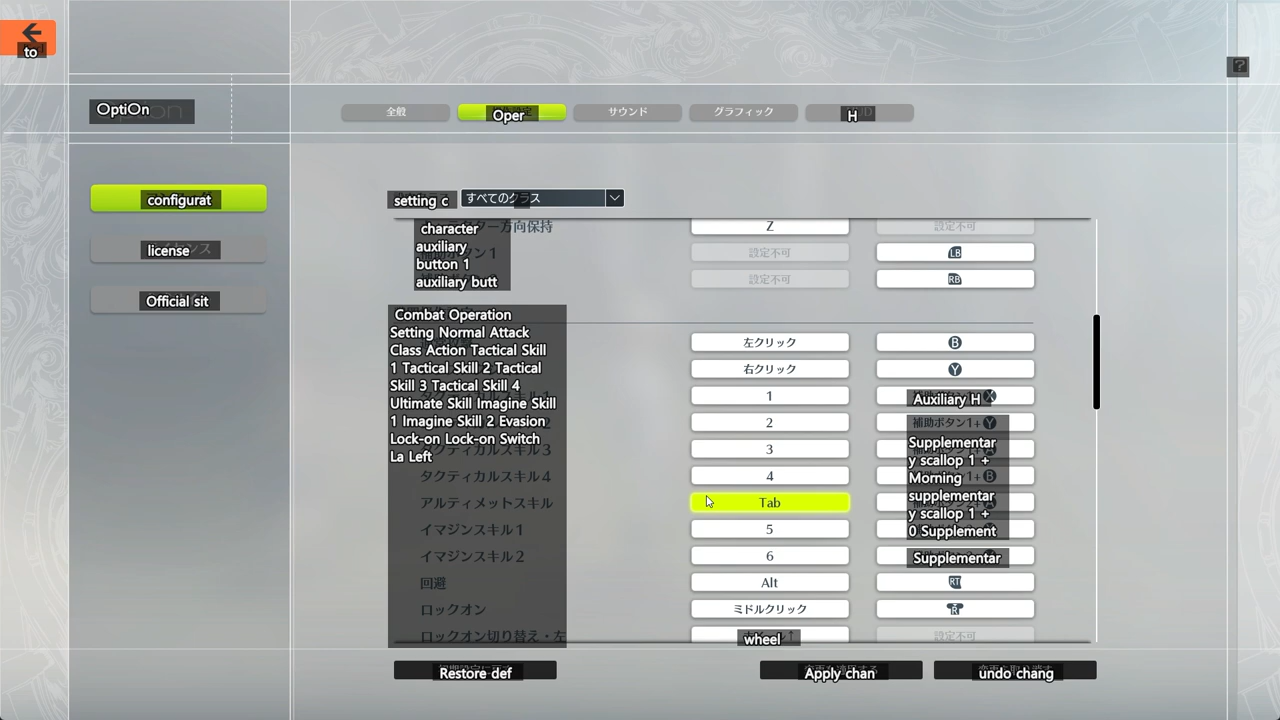 to
?
OptiOn
全般
Oper
サウンド
グラフィック
H
configurat
license
Official sit
setting c
すべてのクラス
方向保持
Z
設定不可
character
auxiliary
button 1
auxiliary butt
設定不可
LB
設定不可
RB
Combat Operation
Setting Normal Attack
Class Action Tactical Skill
1 Tactical Skill 2 Tactical
Skill 3 Tactical Skill 4
Ultimate Skill Imagine Skill
1 Imagine Skill 2 Evasion
Lock-on Lock-on Switch
La Left
左クリック
B
右クリック
Y
1
Auxiliary H
X
2
補助ボタン1+Y
3
Supplementar
y scallop 1 +
Morning
supplementar
y scallop 1 +
0 Supplement
タクティカルスキル4
4
B
アルティメットスキル
Tab
イマジンスキル1
5
イマジンスキル2
6
Supplementar
回避
Alt
RT
ロックオン
ミドルクリック
R
ロックオン切り替え・左
wheel
↑
設定不可
Restore def
Apply chan
undo chang